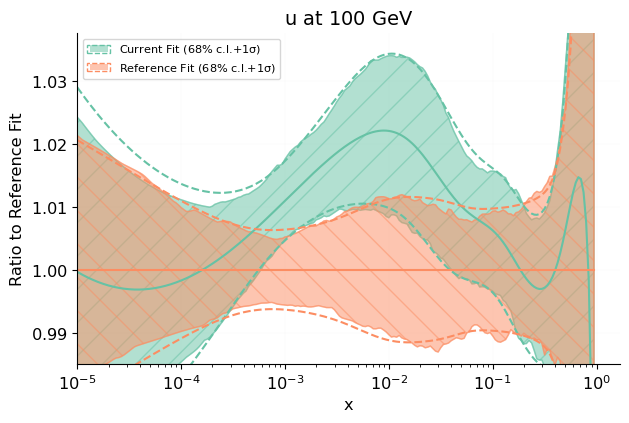 u at 100 GeV
Current Fit (68% c.l.+1σ)
Reference Fit (68% c.l.+1σ)
Ratio to Reference Fit
1.03
1.02
1.01
1.00
0.99
10⁻⁵ 10⁻⁴ 10⁻³ 10⁻² 10⁻¹ 10⁰
x